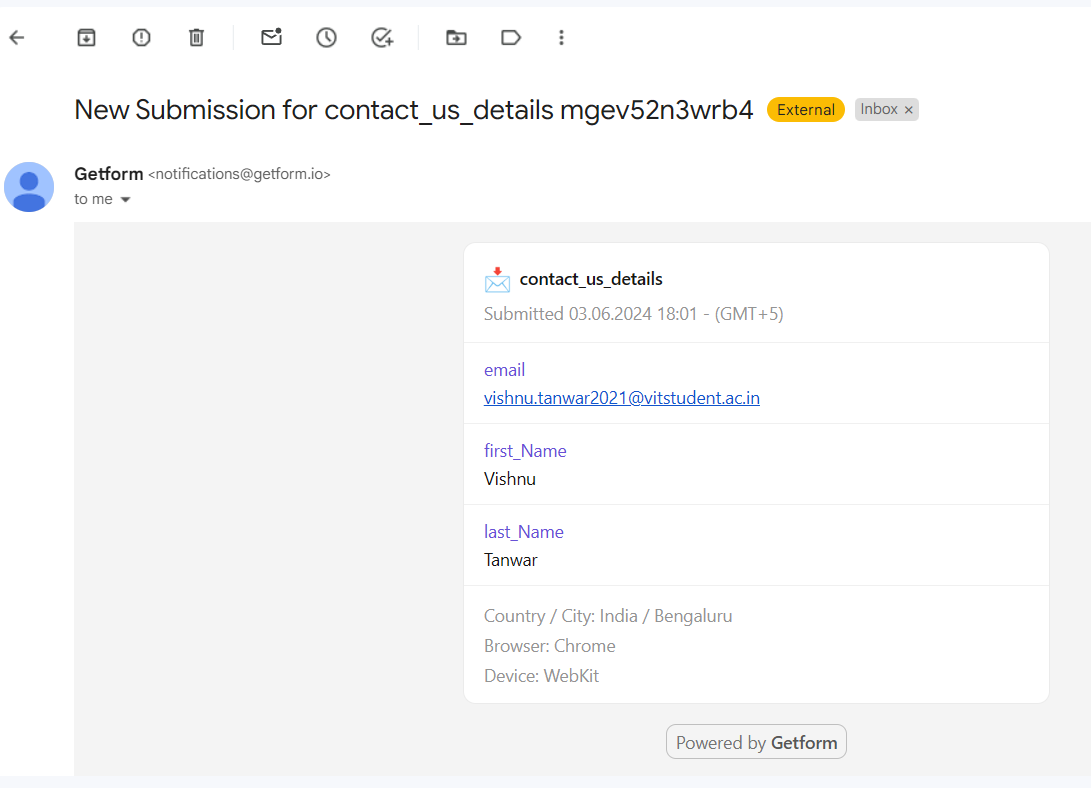 New Submission for contact_us_details mgev52n3wrb4 External Inbox ×
Getform <notifications@getform.io>
to me
contact_us_details
Submitted 03.06.2024 18:01 - (GMT+5)
email
vishnu.tanwar2021@vitstudent.ac.in
first_Name
Vishnu
last_Name
Tanwar
Country / City: India / Bengaluru
Browser: Chrome
Device: WebKit
Powered by Getform